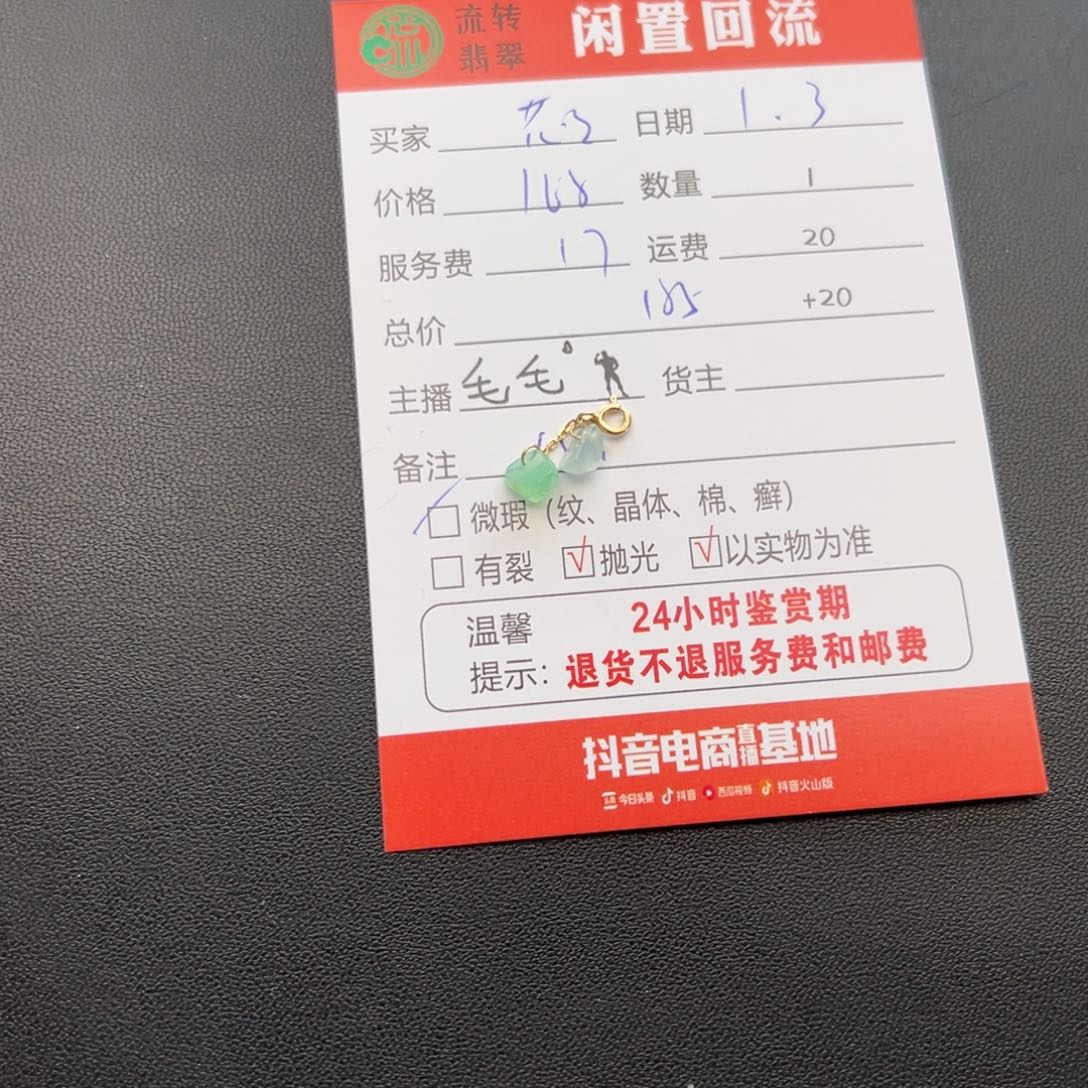 流转
翡翠
闲置回流
买家 日期 1.3
价格 168 数量 1
服务费 17 运费 20
总价 185 +20
主播 毛毛 货主
备注
微瑕（纹、晶体、棉、癣）
有裂 √抛光 √以实物为准
温馨提示：24小时鉴赏期
退货不退服务费和邮费
抖音电商直播基地
头条 今日头条 抖音 西瓜视频 抖音火山版